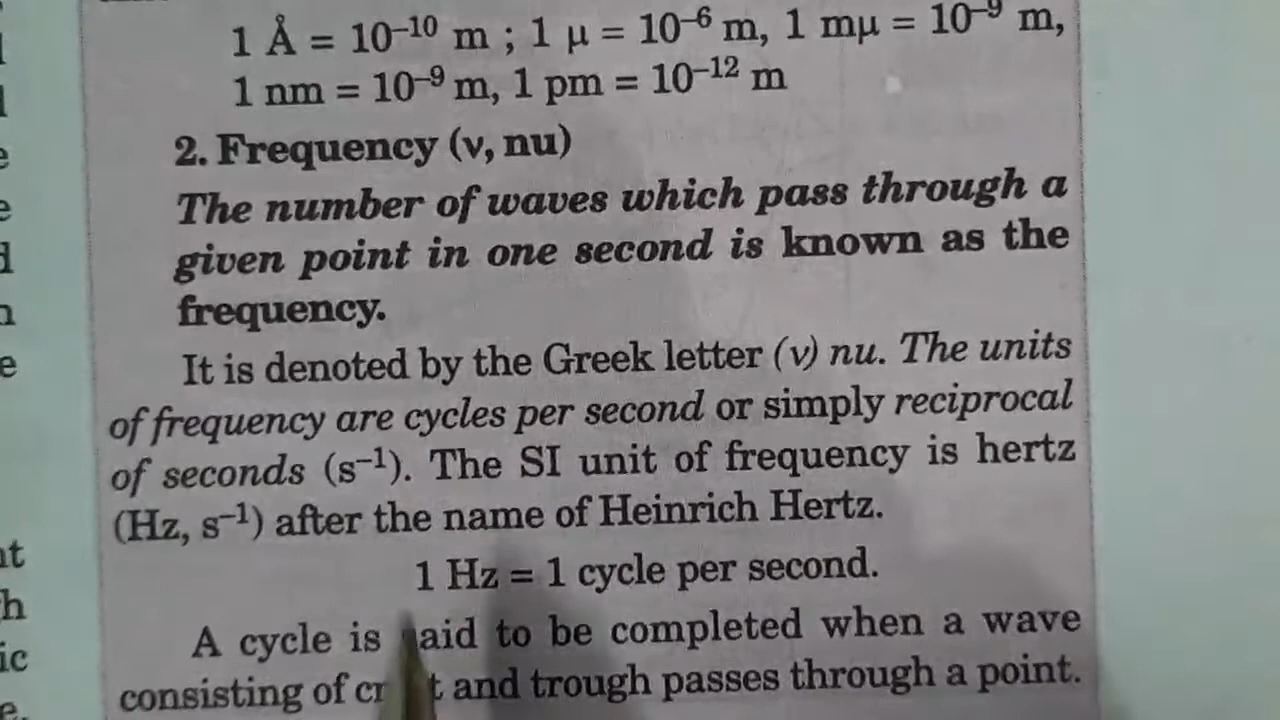 1 Å = 10⁻¹⁰ m ; 1 μ = 10⁻⁶ m, 1 mμ = 10⁻⁹ m,
1 nm = 10⁻⁹ m, 1 pm = 10⁻¹² m
2. Frequency (ν, nu)
The number of waves which pass through a
given point in one second is known as the
frequency.
It is denoted by the Greek letter (ν) nu. The units
of frequency are cycles per second or simply reciprocal
of seconds (s⁻¹). The SI unit of frequency is hertz
(Hz, s⁻¹) after the name of Heinrich Hertz.
1 Hz = 1 cycle per second.
A cycle is said to be completed when a wave
consisting of and trough passes through a point.